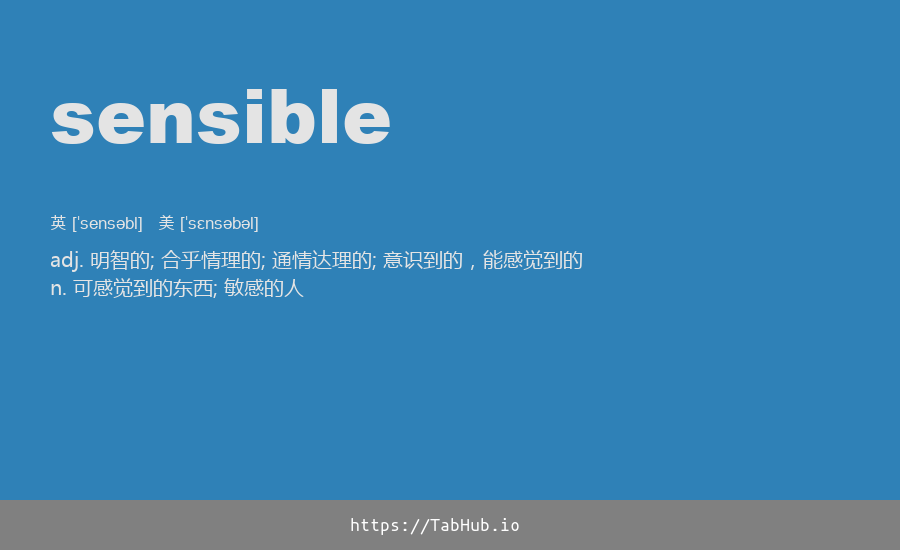 sensible
英 ['sensəbl] 美 ['sɛnsəbəl]
adj. 明智的; 合乎情理的; 通情达理的; 意识到的，能感觉到的
n. 可感觉到的东西; 敏感的人
https://TabHub.io